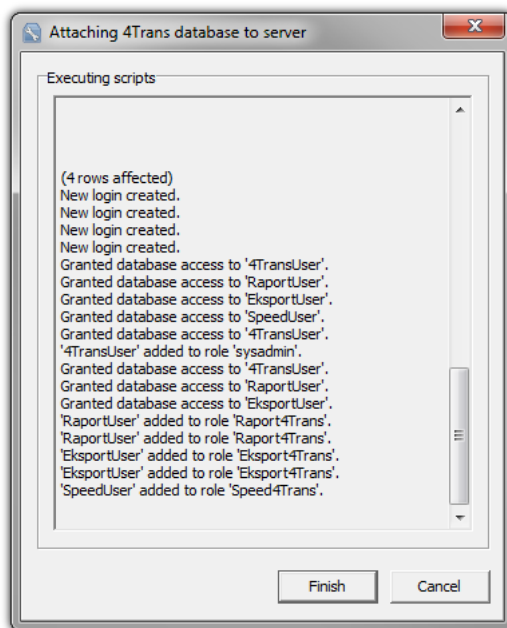 Attaching 4Trans database to server
Executing scripts
(4 rows affected)
New login created.
New login created.
New login created.
New login created.
Granted database access to '4TransUser'.
Granted database access to 'RaportUser'.
Granted database access to 'EksportUser'.
Granted database access to 'SpeedUser'.
Granted database access to '4TransUser'.
'4TransUser' added to role 'sysadmin'.
Granted database access to '4TransUser'.
Granted database access to 'RaportUser'.
Granted database access to 'EksportUser'.
'RaportUser' added to role 'Raport4Trans'.
'RaportUser' added to role 'Raport4Trans'.
'EksportUser' added to role 'Eksport4Trans'.
'EksportUser' added to role 'Eksport4Trans'.
'SpeedUser' added to role 'Speed4Trans'.
Finish
Cancel